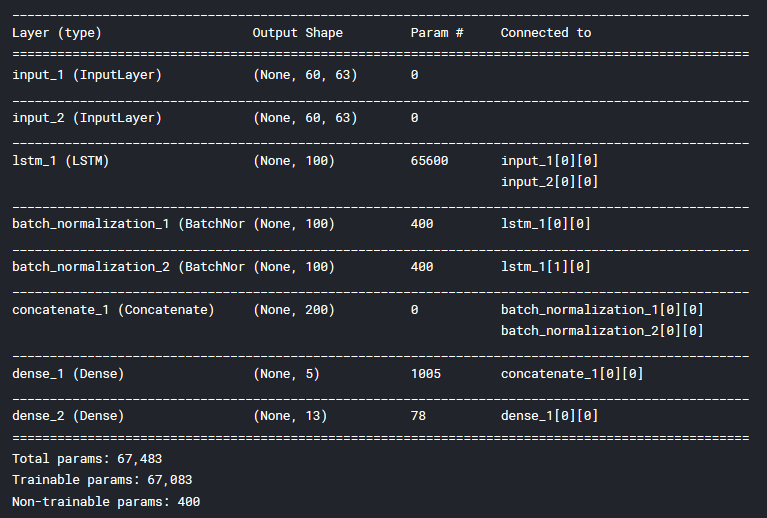 __________________________________________________________________________________________________
Layer (type)                    Output Shape         Param #     Connected to
==================================================================================================
input_1 (InputLayer)            (None, 60, 63)       0
__________________________________________________________________________________________________
input_2 (InputLayer)            (None, 60, 63)       0
__________________________________________________________________________________________________
lstm_1 (LSTM)                   (None, 100)          65600       input_1[0][0]
                                                                 input_2[0][0]
__________________________________________________________________________________________________
batch_normalization_1 (BatchNor (None, 100)          400         lstm_1[0][0]
__________________________________________________________________________________________________
batch_normalization_2 (BatchNor (None, 100)          400         lstm_1[1][0]
__________________________________________________________________________________________________
concatenate_1 (Concatenate)     (None, 200)          0           batch_normalization_1[0][0]
                                                                 batch_normalization_2[0][0]
__________________________________________________________________________________________________
dense_1 (Dense)                 (None, 5)            1005        concatenate_1[0][0]
__________________________________________________________________________________________________
dense_2 (Dense)                 (None, 13)           78          dense_1[0][0]
==================================================================================================
Total params: 67,483
Trainable params: 67,083
Non-trainable params: 400